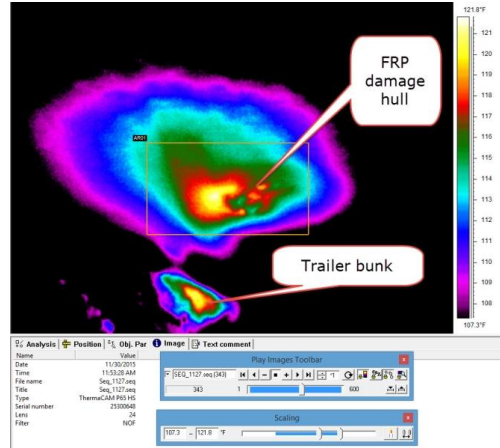 121.8°F
121
120
119
118
117
116
115
114
113
112
111
110
109
108
107.3°F
FRP
damage
hull
AR01
Trailer bunk
Analysis
Position
Obj. Par
Image
Text comment
Name Value
Date 11/30/2015
Time 11:53:28 AM
File name Seq_1127.seq
Title Seq_1127.seq
Type ThermaCAM P65 HS
Serial number 25300648
Lens 24
Filter NOF
Play Images Toolbar
SEQ_1127.seq (343)
343 1 600
Scaling
107.3 - 121.8 °F